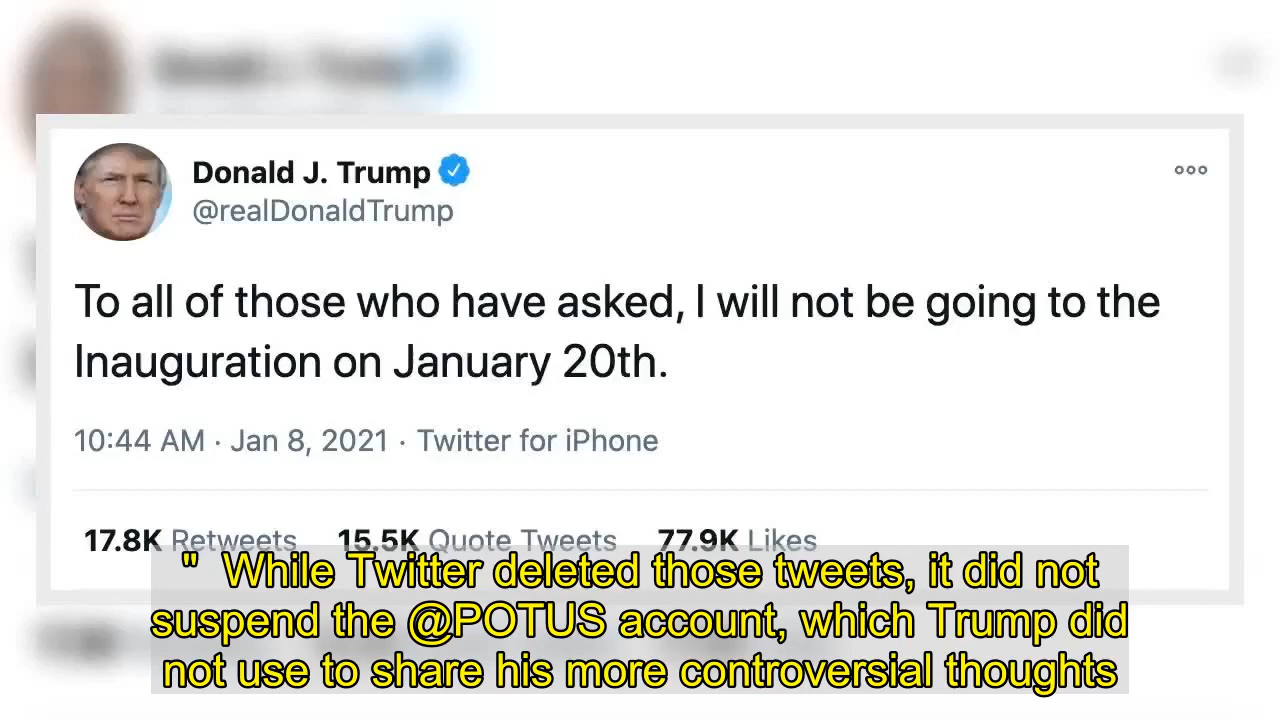 Donald J. Trump
@realDonaldTrump
To all of those who have asked, I will not be going to the
Inauguration on January 20th.
10:44 AM · Jan 8, 2021 · Twitter for iPhone
17.8K Retweets 15.5K Quote Tweets 77.9K Likes
" While Twitter deleted those tweets, it did not
suspend the @POTUS account, which Trump did
not use to share his more controversial thoughts